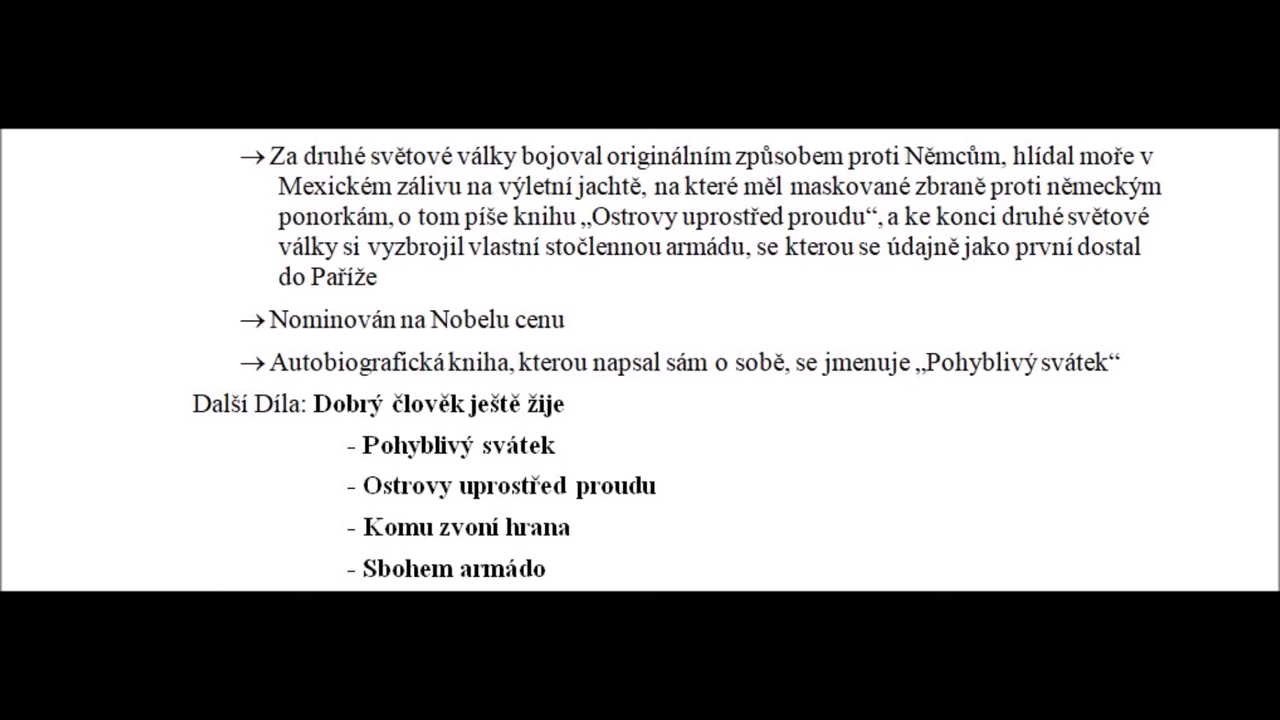 → Za druhé světové války bojoval originálním způsobem proti Němcům, hlídal moře v
Mexickém zálivu na výletní jachtě, na které měl maskované zbraně proti německým
ponorkám, o tom píše knihu „Ostrovy uprostřed proudu“, a ke konci druhé světové
války si vyzbrojil vlastní stočlennou armádu, se kterou se údajně jako první dostal
do Paříže
→ Nominován na Nobelu cenu
→ Autobiografická kniha, kterou napsal sám o sobě, se jmenuje „Pohyblivý svátek“
Další Díla: Dobrý člověk ještě žije
- Pohyblivý svátek
- Ostrovy uprostřed proudu
- Komu zvoní hrana
- Sbohem armádo